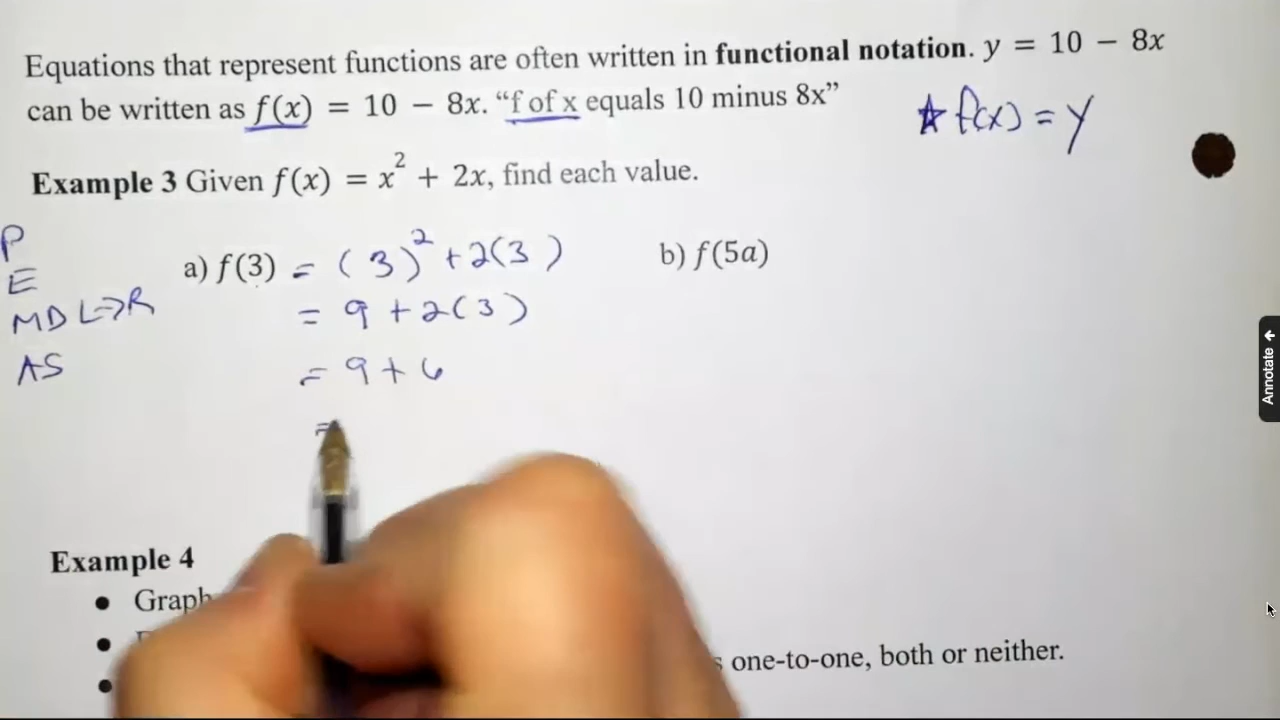 Equations that represent functions are often written in functional notation. y = 10 − 8x
can be written as f(x) = 10 − 8x. “f of x equals 10 minus 8x”
☆ f(x) = y
Example 3 Given f(x) = x² + 2x, find each value.
P
E
MD L→R
AS
a) f(3) = (3)² + 2(3)
= 9 + 2(3)
= 9 + 6
=
b) f(5a)
Example 4
● Graph
●
● one-to-one, both or neither.
Annotate